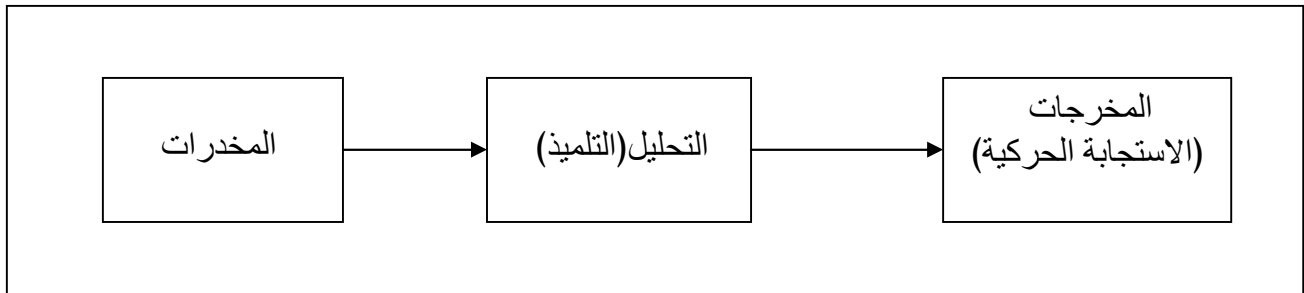 المخدرات
التحليل(التلميذ)
المخرجات
(الاستجابة الحركية)